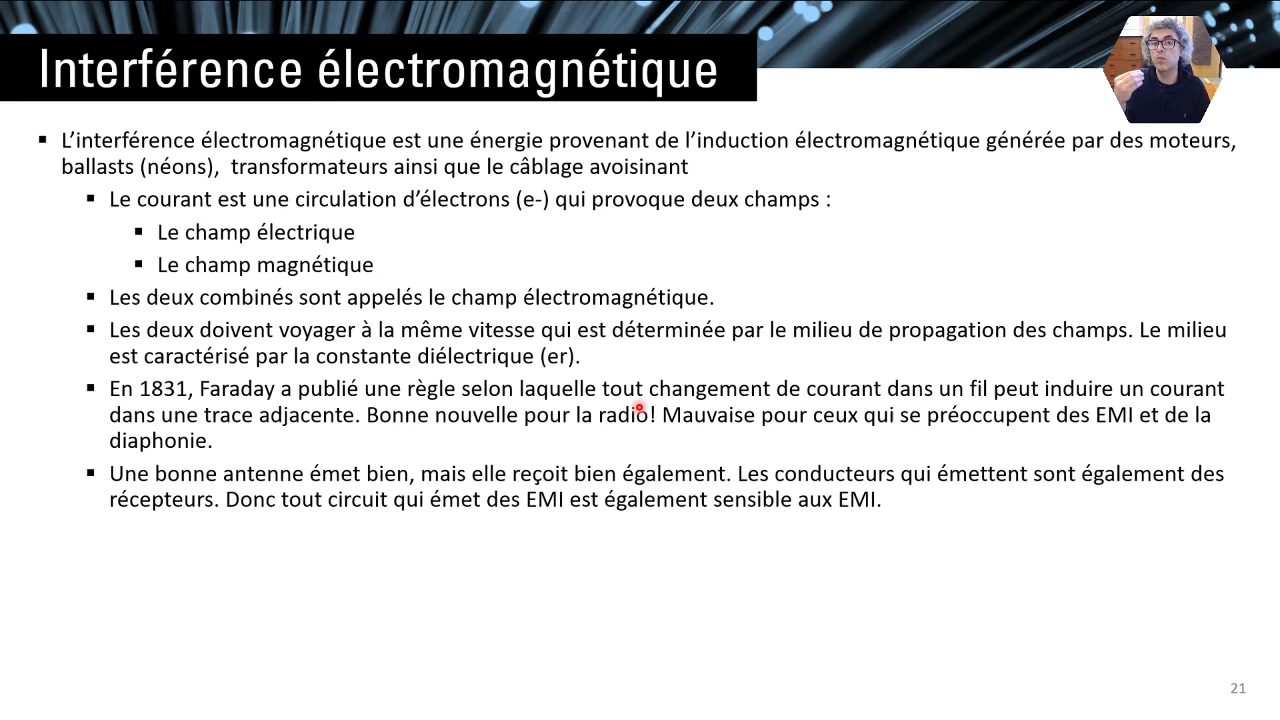 Interférence électromagnétique
▪ L’interférence électromagnétique est une énergie provenant de l’induction électromagnétique générée par des moteurs,
ballasts (néons),  transformateurs ainsi que le câblage avoisinant
▪ Le courant est une circulation d’électrons (e-) qui provoque deux champs :
▪ Le champ électrique
▪ Le champ magnétique
▪ Les deux combinés sont appelés le champ électromagnétique.
▪ Les deux doivent voyager à la même vitesse qui est déterminée par le milieu de propagation des champs. Le milieu
est caractérisé par la constante diélectrique (er).
▪ En 1831, Faraday a publié une règle selon laquelle tout changement de courant dans un fil peut induire un courant
dans une trace adjacente. Bonne nouvelle pour la radio! Mauvaise pour ceux qui se préoccupent des EMI et de la
diaphonie.
▪ Une bonne antenne émet bien, mais elle reçoit bien également. Les conducteurs qui émettent sont également des
récepteurs. Donc tout circuit qui émet des EMI est également sensible aux EMI.
21